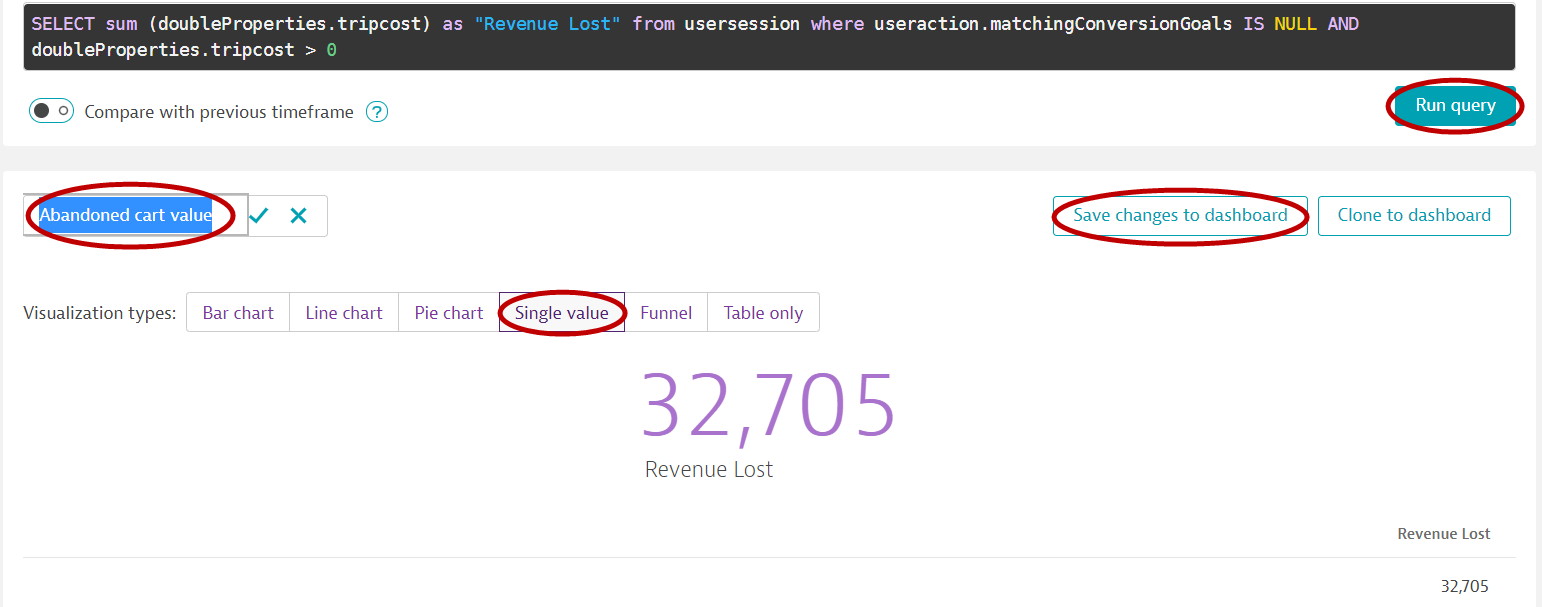 SELECT sum (doubleProperties.tripcost) as "Revenue Lost" from usersession where useraction.matchingConversionGoals IS NULL AND
doubleProperties.tripcost > 0
Compare with previous timeframe ?
Run query
Abandoned cart value
Save changes to dashboard
Clone to dashboard
Visualization types: Bar chart Line chart Pie chart Single value Funnel Table only
32,705
Revenue Lost
Revenue Lost
32,705